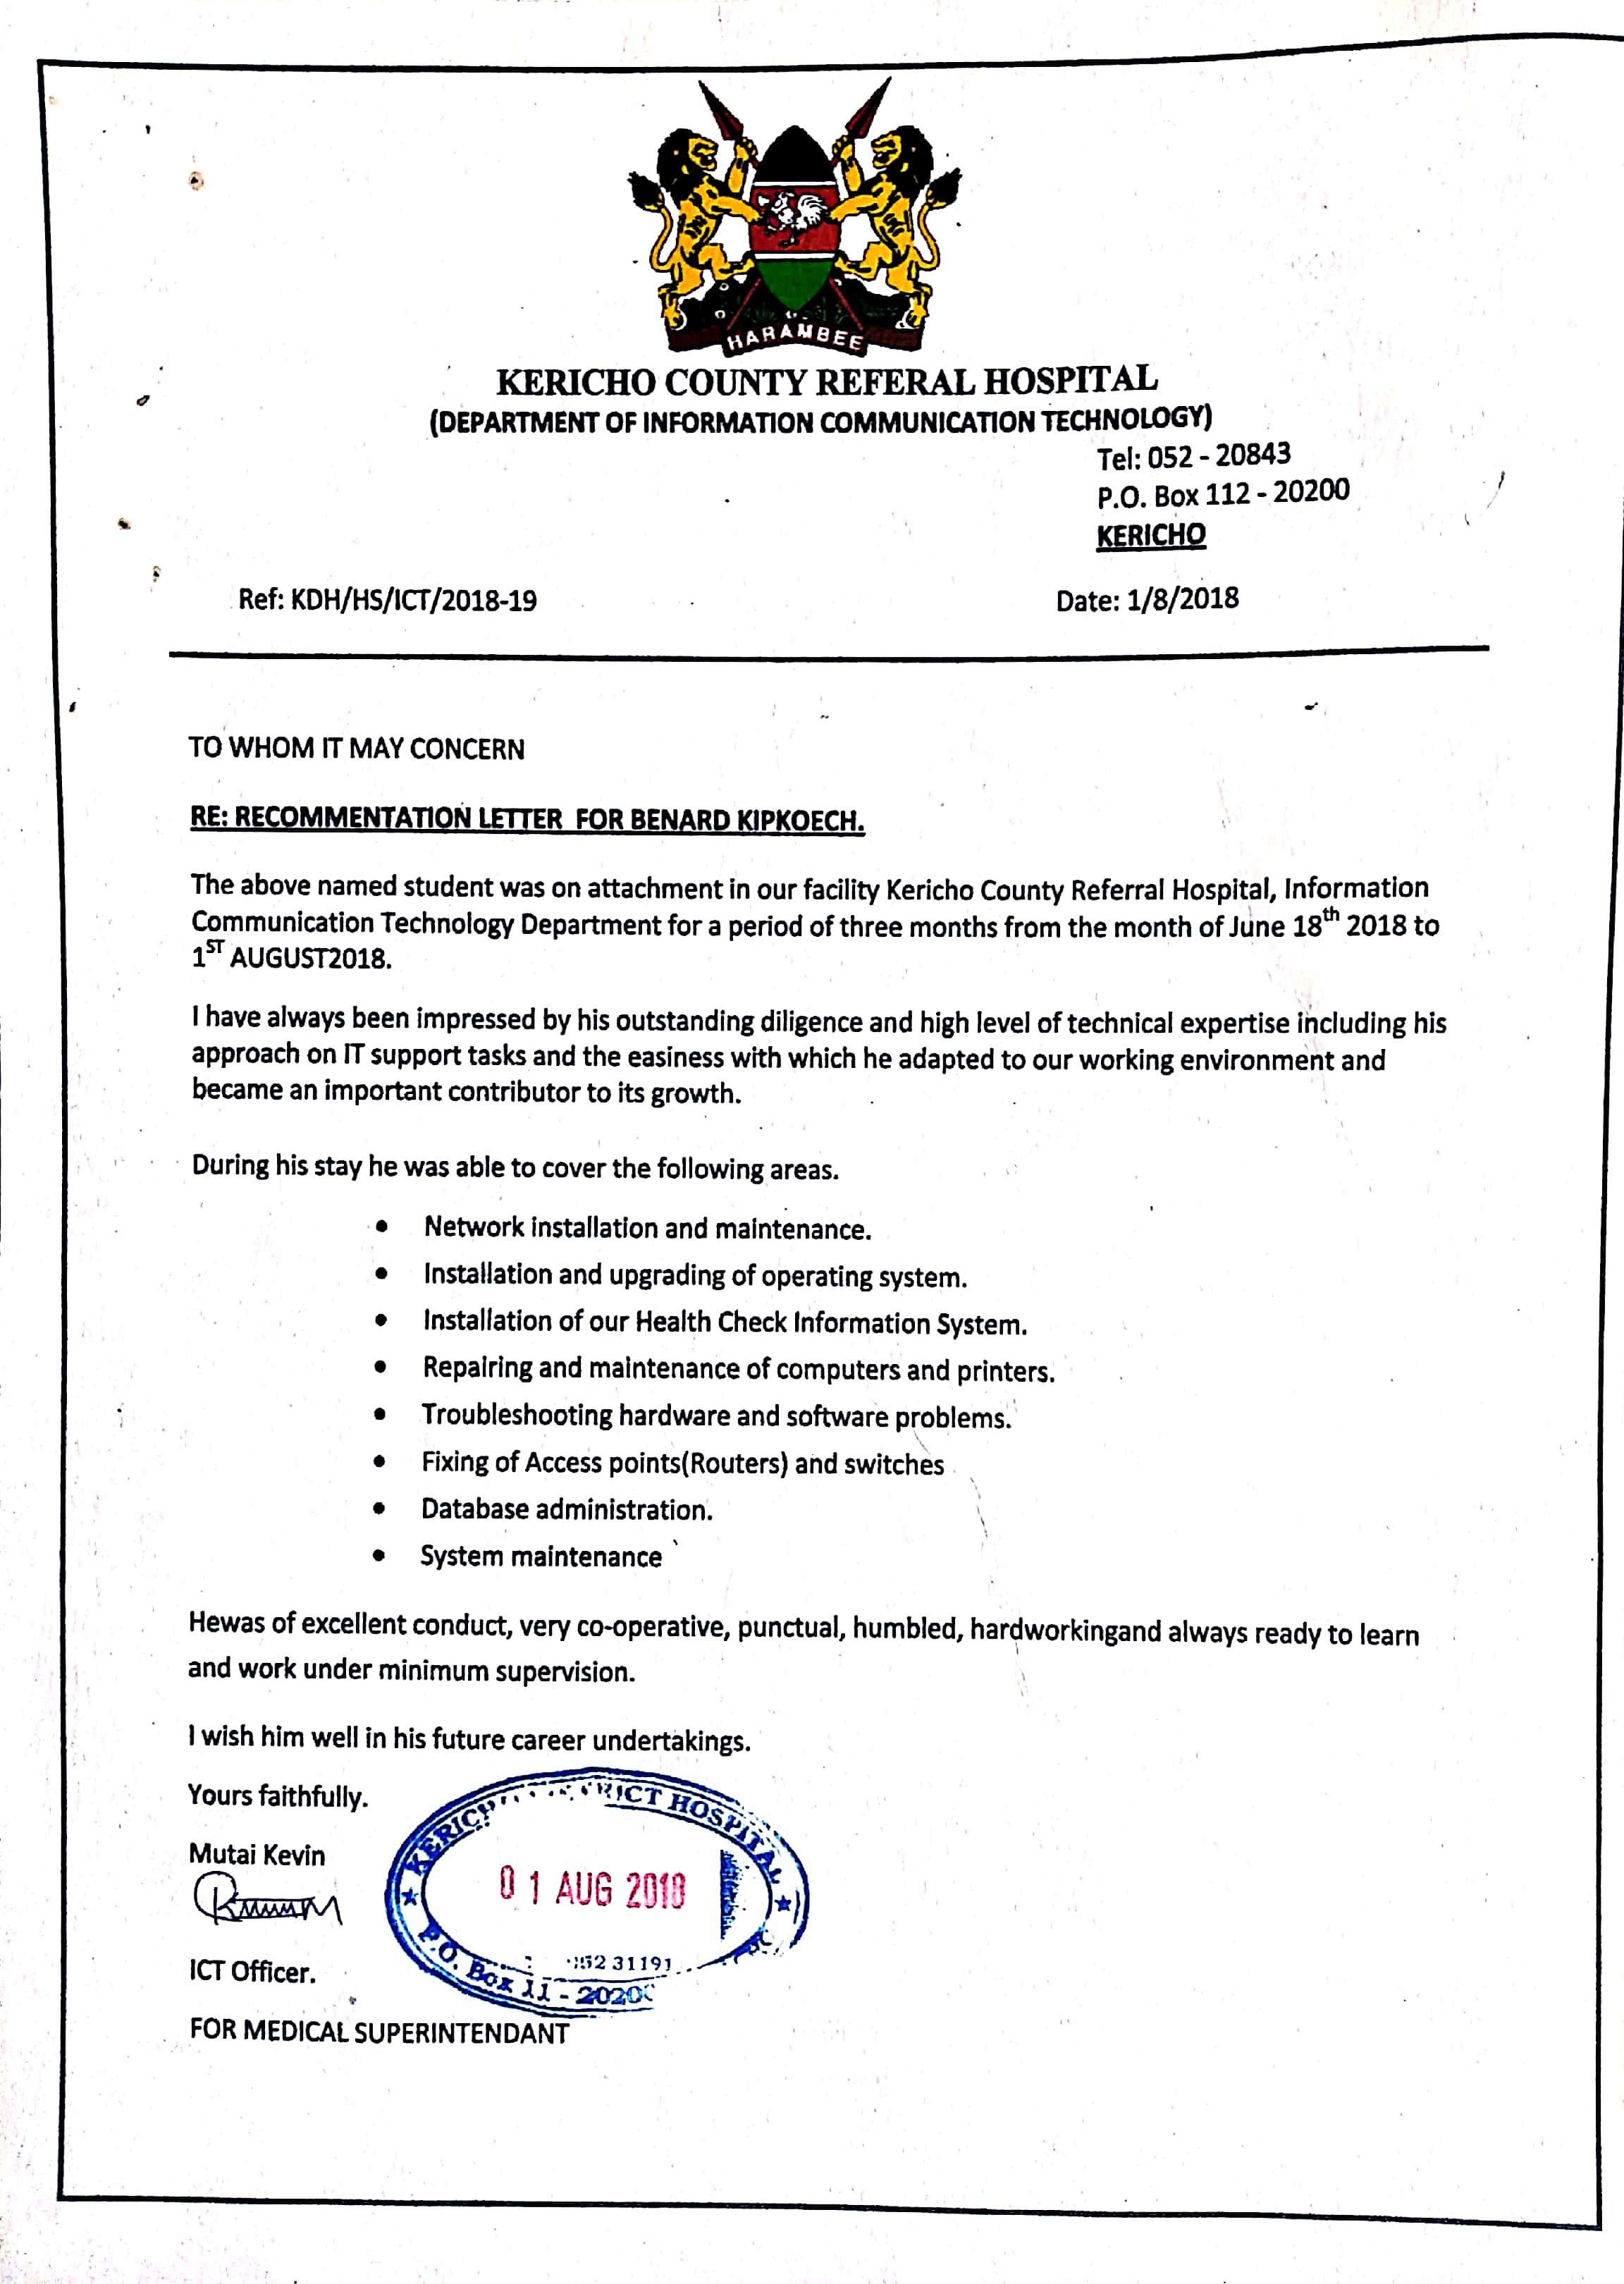 HARAMBEE
KERICHO COUNTY REFERAL HOSPITAL
(DEPARTMENT OF INFORMATION COMMUNICATION TECHNOLOGY)
Tel: 052 - 20843
P.O. Box 112 - 20200
KERICHO
Ref: KDH/HS/ICT/2018-19
Date: 1/8/2018
TO WHOM IT MAY CONCERN
RE: RECOMMENTATION LETTER FOR BENARD KIPKOECH.
The above named student was on attachment in our facility Kericho County Referral Hospital, Information
Communication Technology Department for a period of three months from the month of June 18th 2018 to
1ST AUGUST2018.
I have always been impressed by his outstanding diligence and high level of technical expertise including his
approach on IT support tasks and the easiness with which he adapted to our working environment and
became an important contributor to its growth.
During his stay he was able to cover the following areas.
• Network installation and maintenance.
• Installation and upgrading of operating system.
• Installation of our Health Check Information System.
• Repairing and maintenance of computers and printers.
• Troubleshooting hardware and software problems.
• Fixing of Access points(Routers) and switches
• Database administration.
• System maintenance
Hewas of excellent conduct, very co-operative, punctual, humbled, hardworkingand always ready to learn
and work under minimum supervision.
I wish him well in his future career undertakings.
Yours faithfully.
Mutai Kevin
HOSPITAL
01 AUG 2018
31191
P.O. Box 11 - 2020
ICT Officer.
FOR MEDICAL SUPERINTENDANT